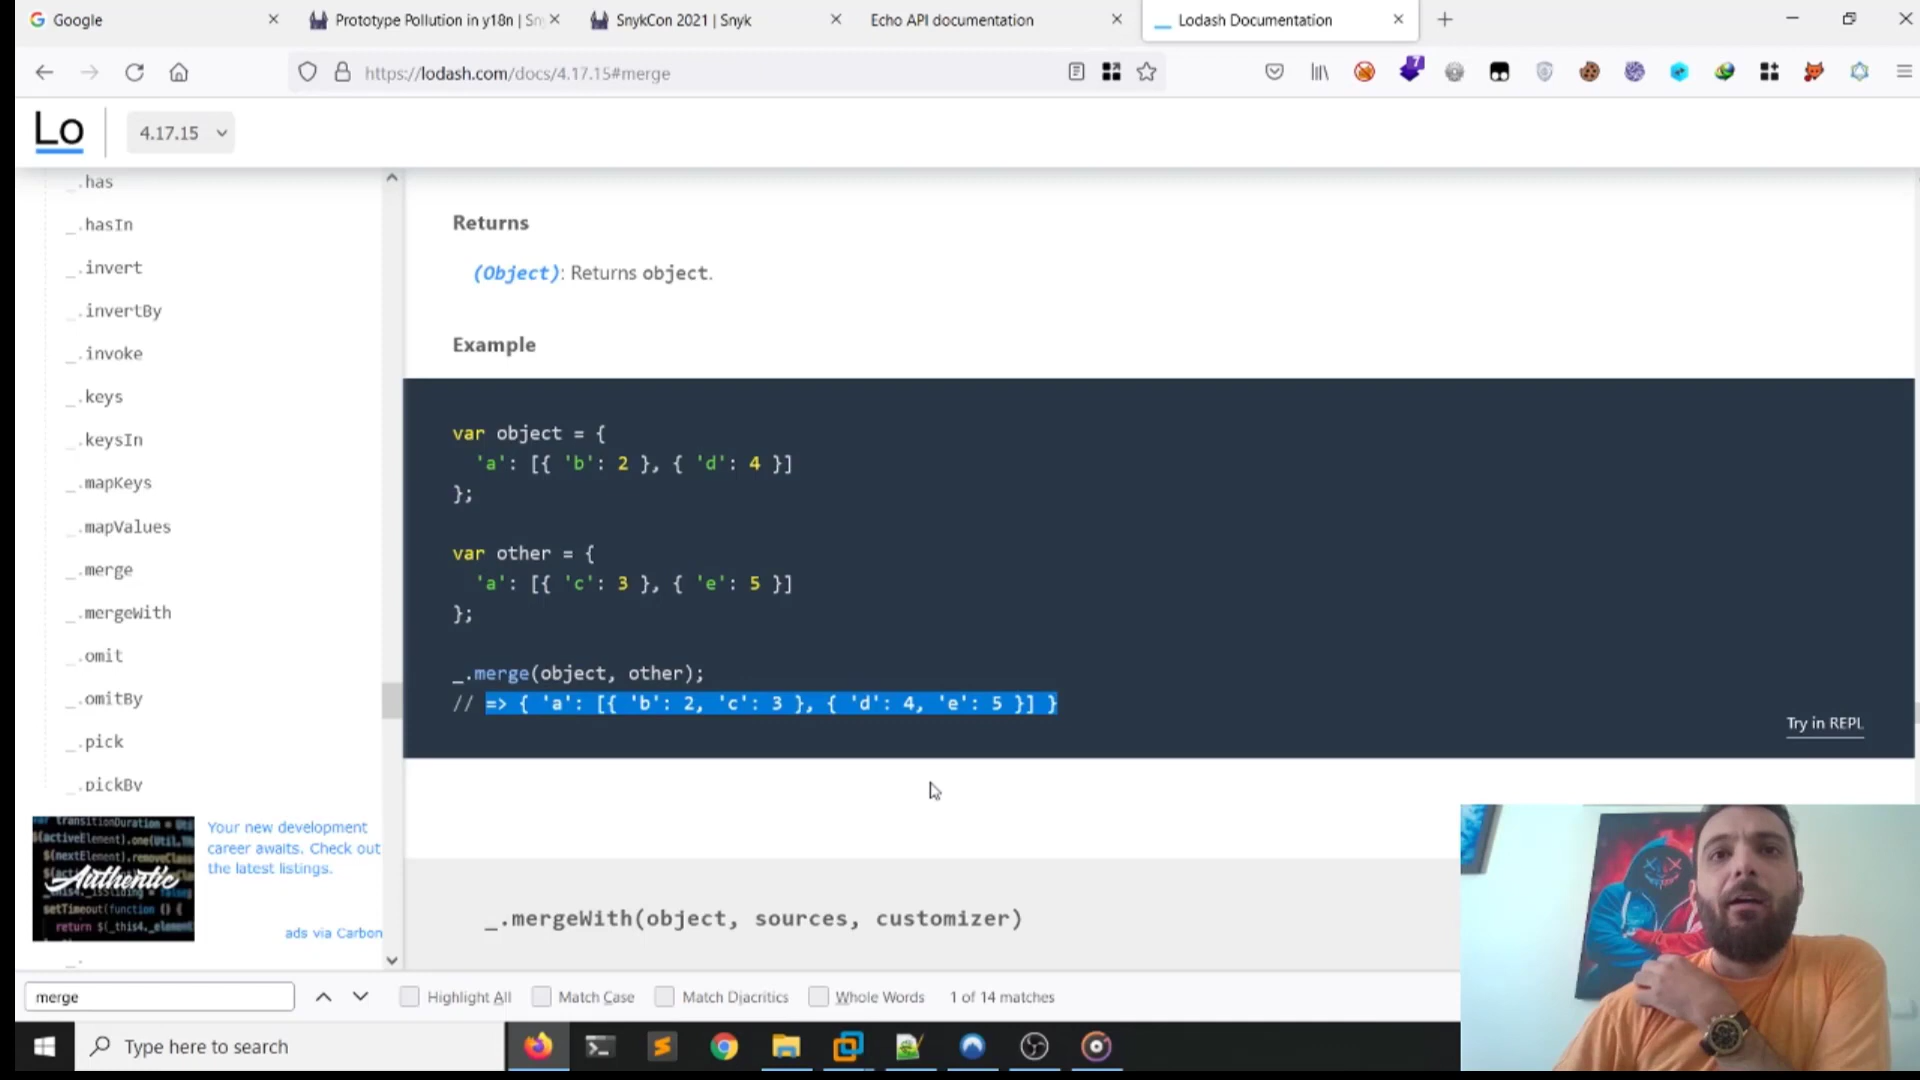 Google
Prototype Pollution in y18n | Sn
SnykCon 2021 | Snyk
Echo API documentation
Lodash Documentation
https://lodash.com/docs/4.17.15#merge
7
Lo
4.17.15
_.has
_.hasIn
_.invert
_.invertBy
_.invoke
_.keys
_.keysIn
_.mapKeys
_.mapValues
_.merge
_.mergeWith
_.omit
_.omitBy
_.pick
_.pickBy
Returns
(Object): Returns object.
Example
var object = {
'a': [{ 'b': 2 }, { 'd': 4 }]
};
var other = {
'a': [{ 'c': 3 }, { 'e': 5 }]
};
_.merge(object, other);
// => { 'a': [{ 'b': 2, 'c': 3 }, { 'd': 4, 'e': 5 }] }
Try in REPL
_.mergeWith(object, sources, customizer)
Authentic
Your new development
career awaits. Check out
the latest listings.
ads via Carbon
merge
Highlight All
Match Case
Match Diacritics
Whole Words
1 of 14 matches
Type here to search